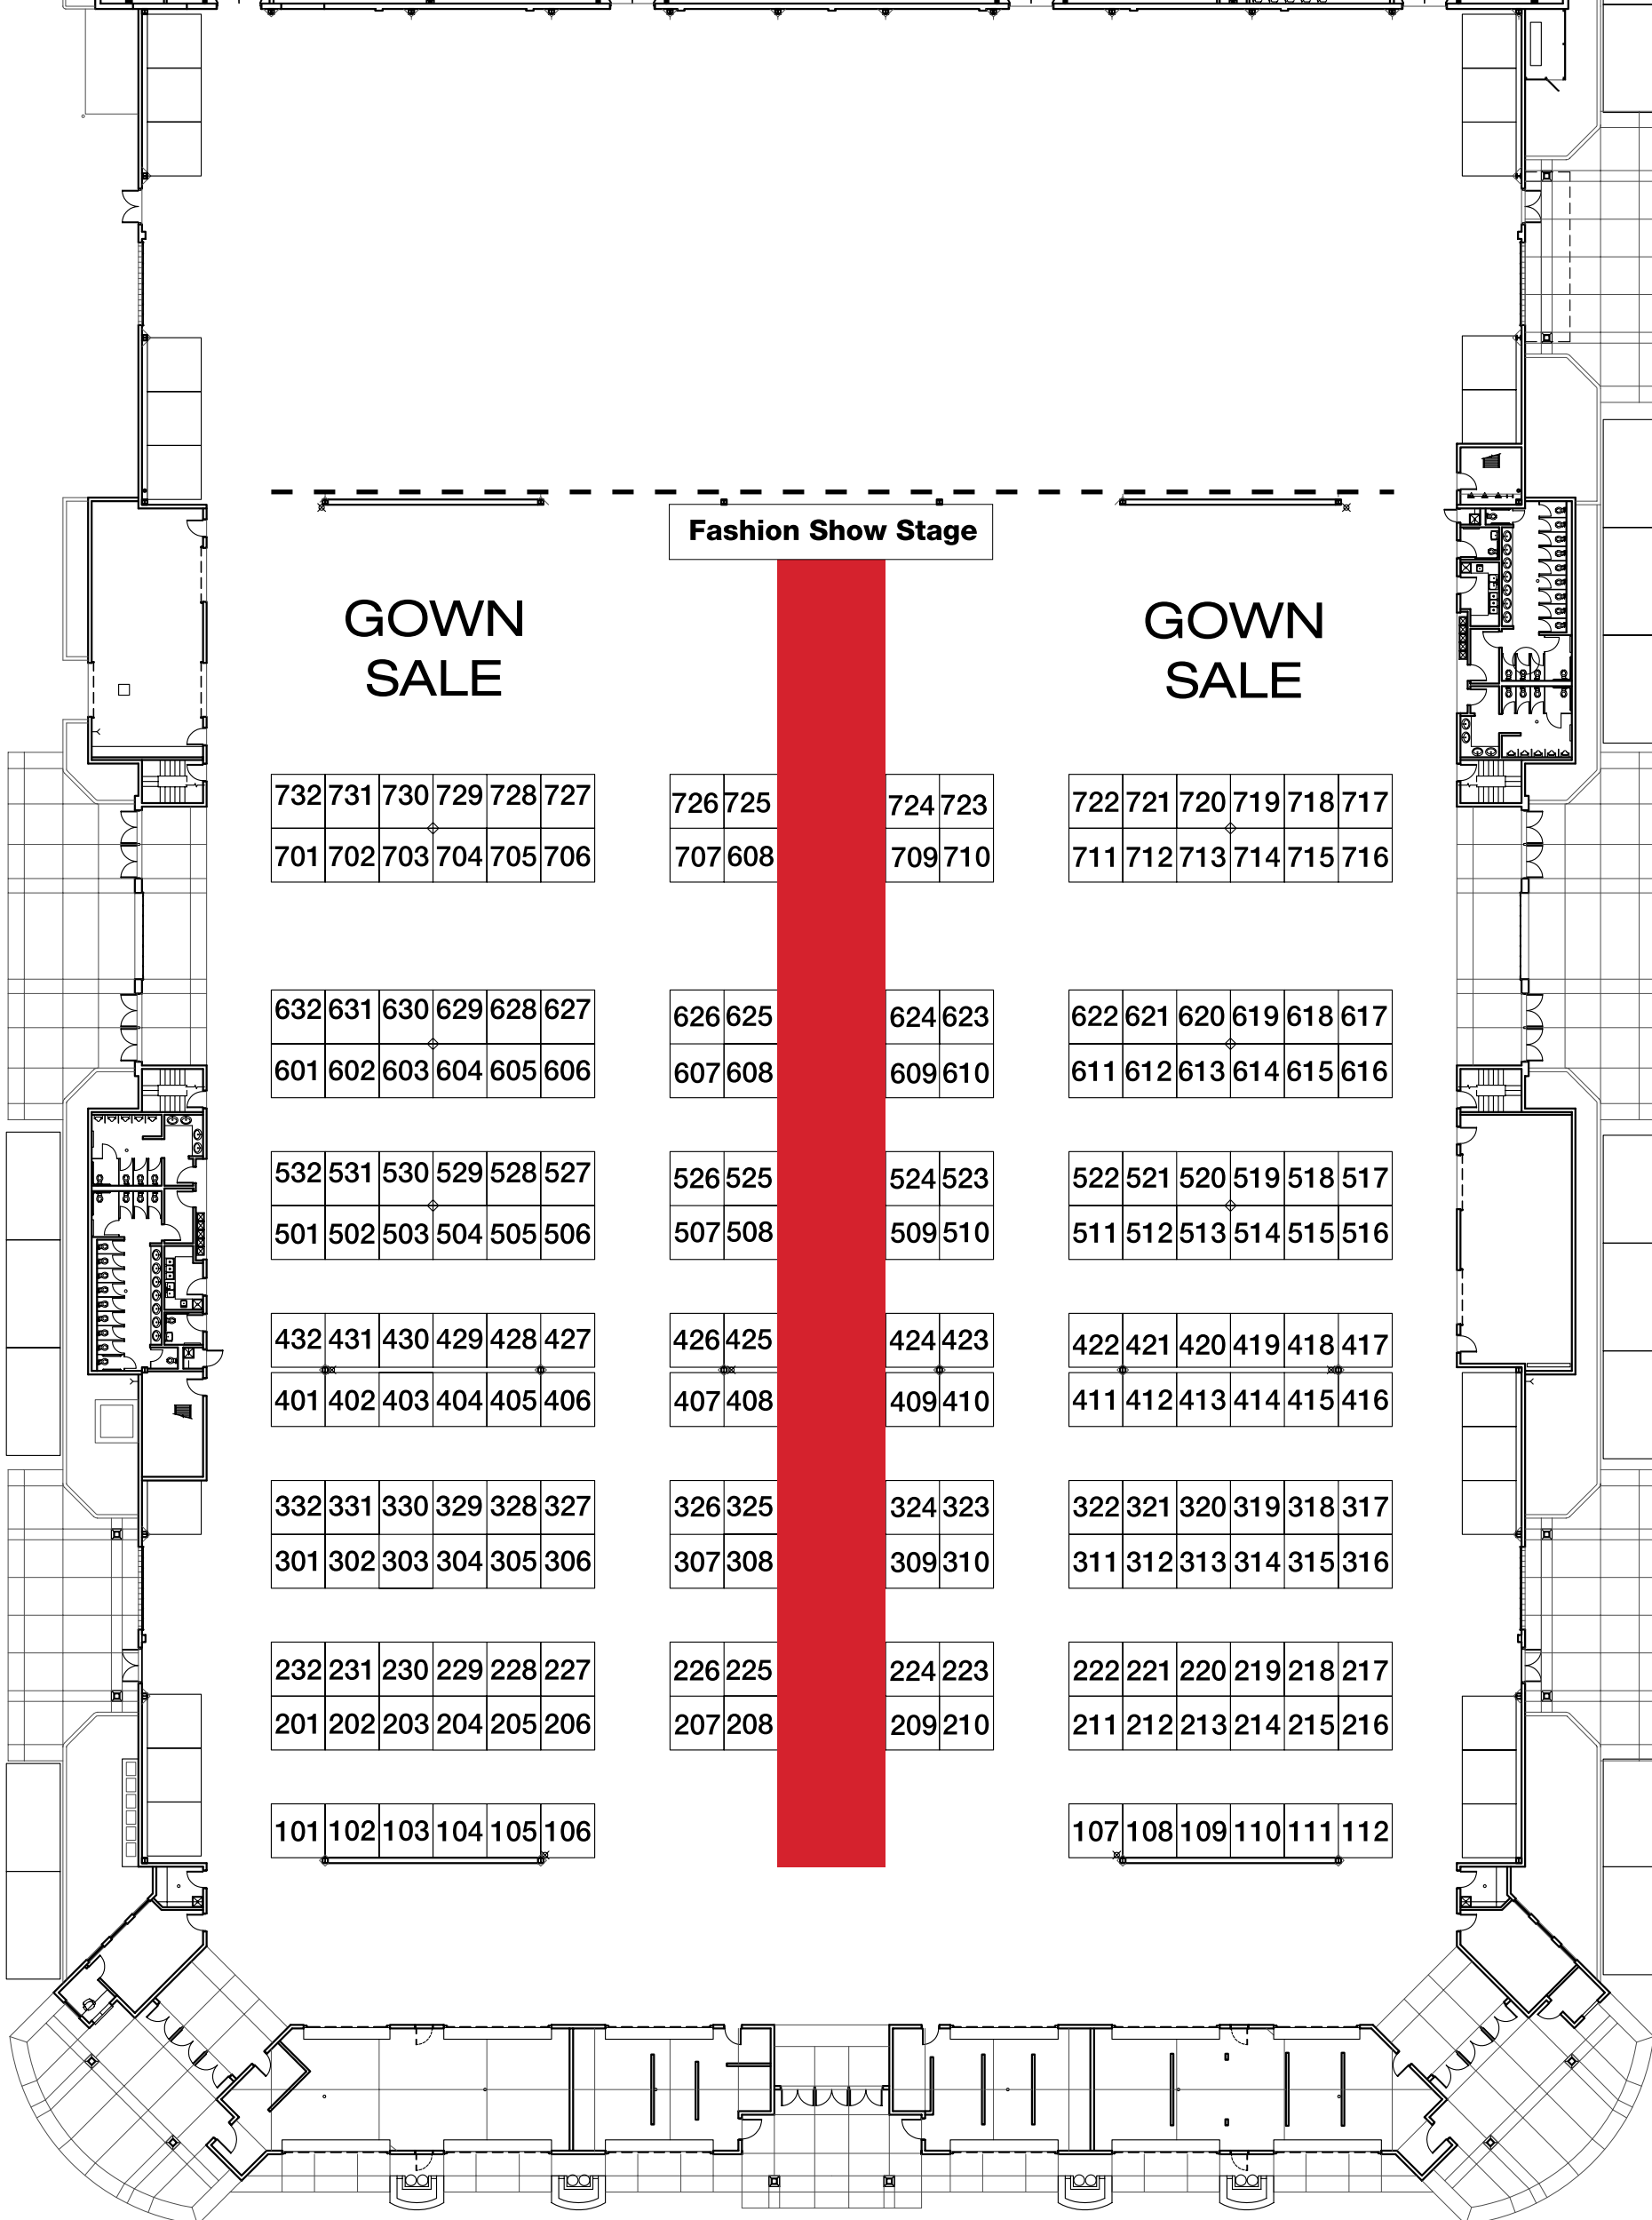 Fashion Show Stage
GOWN
SALE
GOWN
SALE
732 731 730 729 728 727 726 725 724 723 722 721 720 719 718 717
701 702 703 704 705 706 707 608 709 710 711 712 713 714 715 716
632 631 630 629 628 627 626 625 624 623 622 621 620 619 618 617
601 602 603 604 605 606 607 608 609 610 611 612 613 614 615 616
532 531 530 529 528 527 526 525 524 523 522 521 520 519 518 517
501 502 503 504 505 506 507 508 509 510 511 512 513 514 515 516
432 431 430 429 428 427 426 425 424 423 422 421 420 419 418 417
401 402 403 404 405 406 407 408 409 410 411 412 413 414 415 416
332 331 330 329 328 327 326 325 324 323 322 321 320 319 318 317
301 302 303 304 305 306 307 308 309 310 311 312 313 314 315 316
232 231 230 229 228 227 226 225 224 223 222 221 220 219 218 217
201 202 203 204 205 206 207 208 209 210 211 212 213 214 215 216
101 102 103 104 105 106 107 108 109 110 111 112